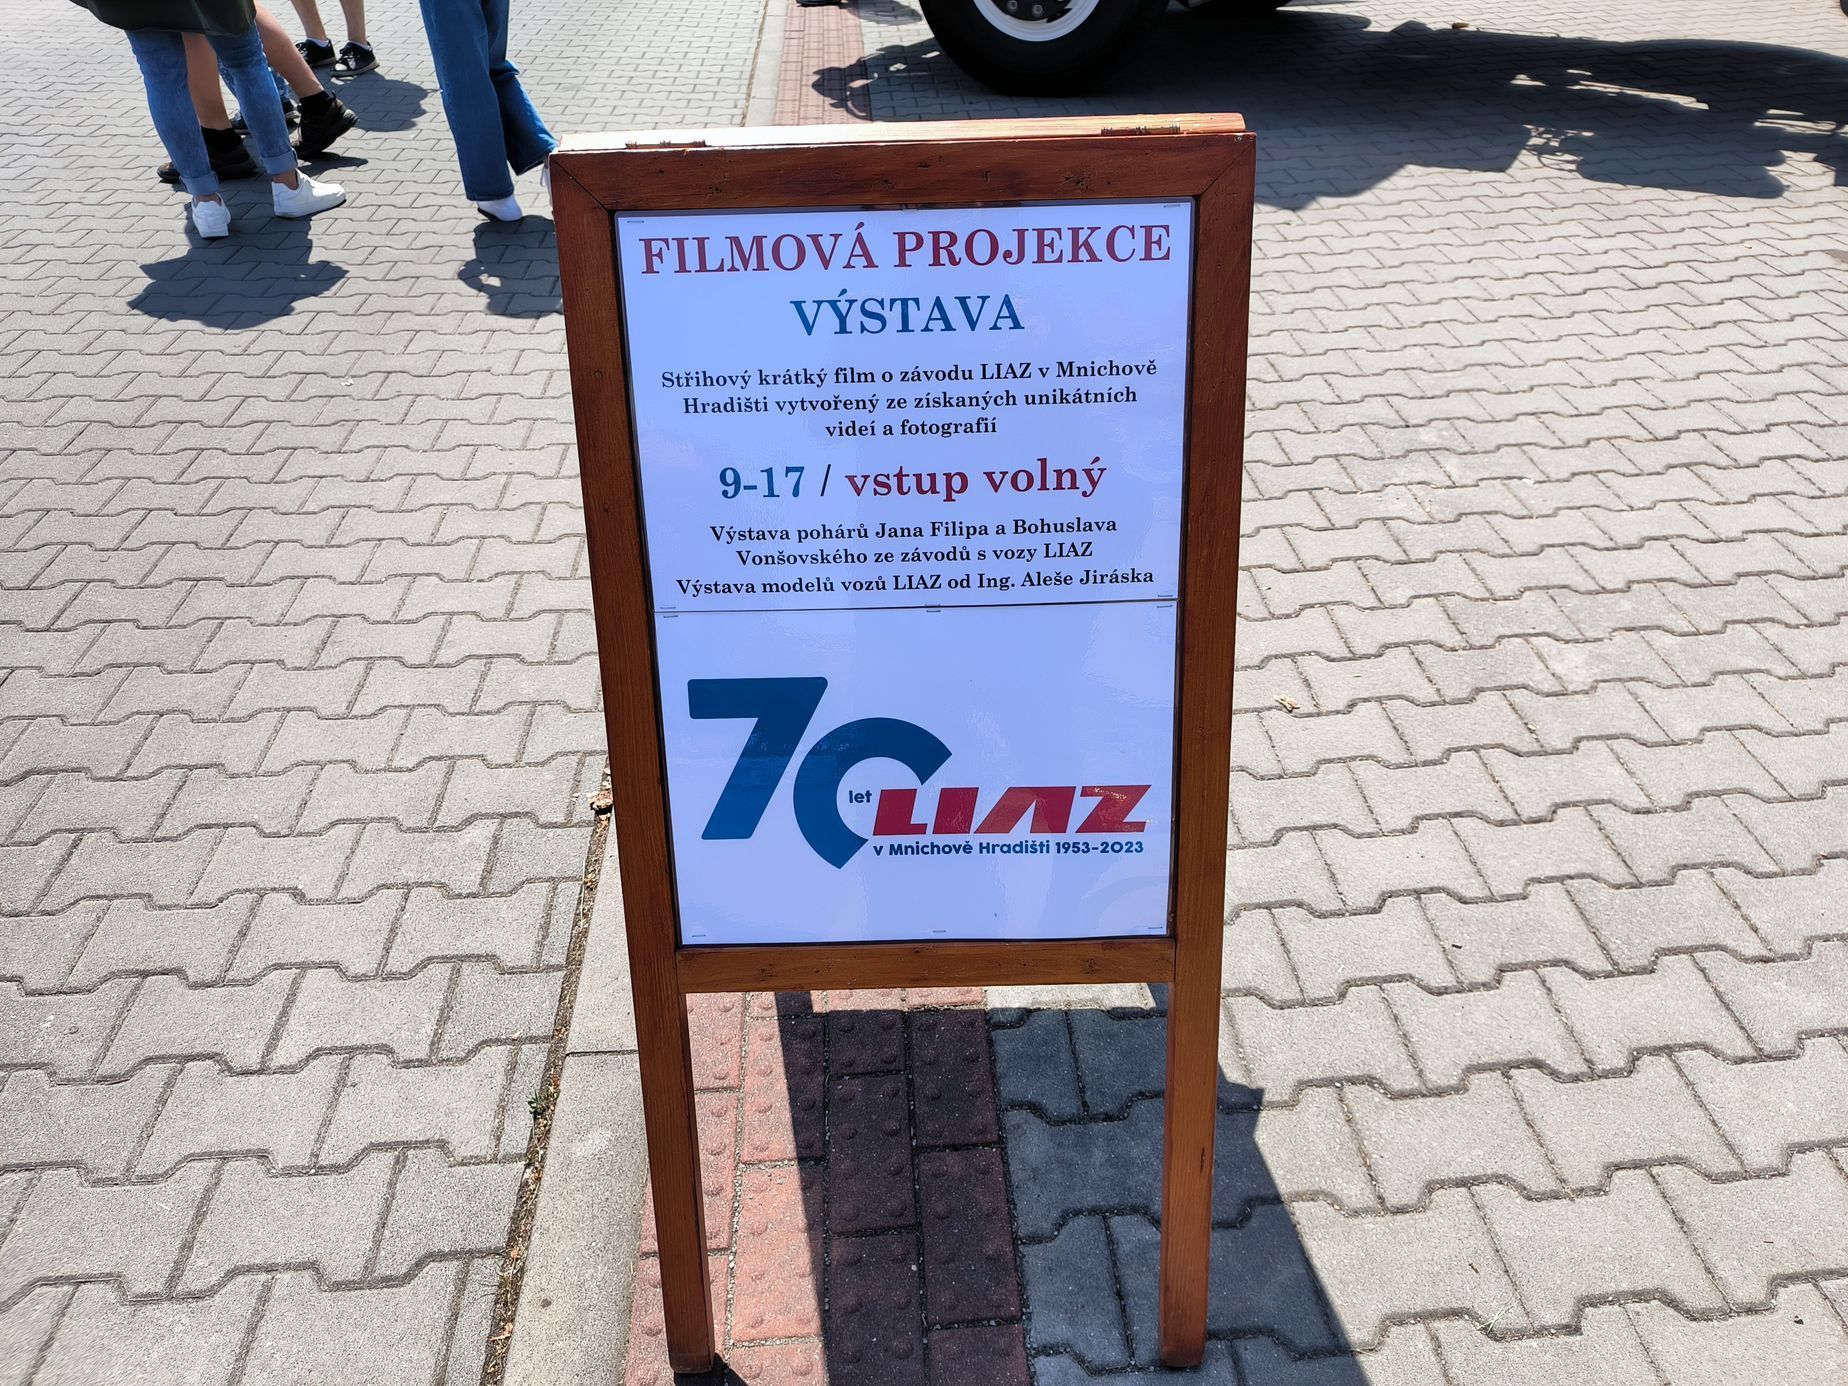 FILMOVÁ PROJEKCE
VÝSTAVA
Střihový krátký film o závodu LIAZ v Mnichově
Hradišti vytvořený ze získaných unikátních
videí a fotografií
9-17 / vstup volný
Výstava pohárů Jana Filipa a Bohuslava
Vonšovského ze závodů s vozy LIAZ
Výstava modelů vozů LIAZ od Ing. Aleše Jiráska
70 let LIAZ
v Mnichově Hradišti 1953-2023